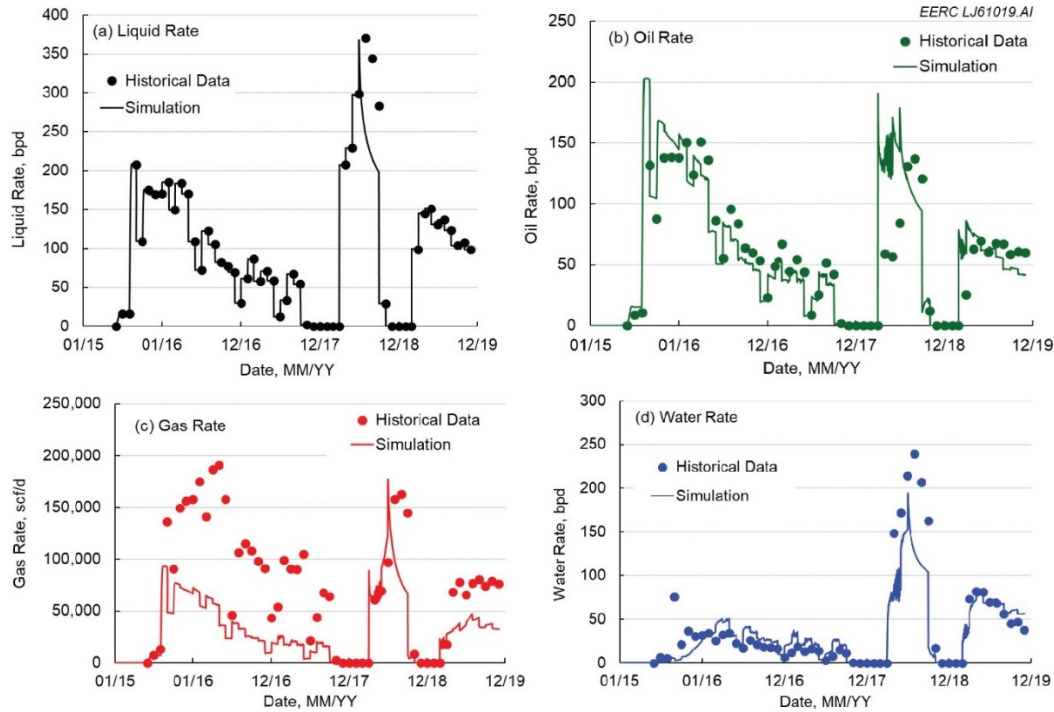 EERC LJ61019.AI
(a) Liquid Rate
Historical Data
Simulation
Liquid Rate, bpd
400
350
300
250
200
150
100
50
0
01/15
01/16
12/16
12/17
12/18
12/19
Date, MM/YY
(b) Oil Rate
Historical Data
Simulation
Oil Rate, bpd
250
200
150
100
50
0
01/15
01/16
12/16
12/17
12/18
12/19
Date, MM/YY
(c) Gas Rate
Historical Data
Simulation
Gas Rate, scf/d
250,000
200,000
150,000
100,000
50,000
0
01/15
01/16
12/16
12/17
12/18
12/19
Date, MM/YY
(d) Water Rate
Historical Data
Simulation
Water Rate, bpd
300
250
200
150
100
50
0
01/15
01/16
12/16
12/17
12/18
12/19
Date, MM/YY